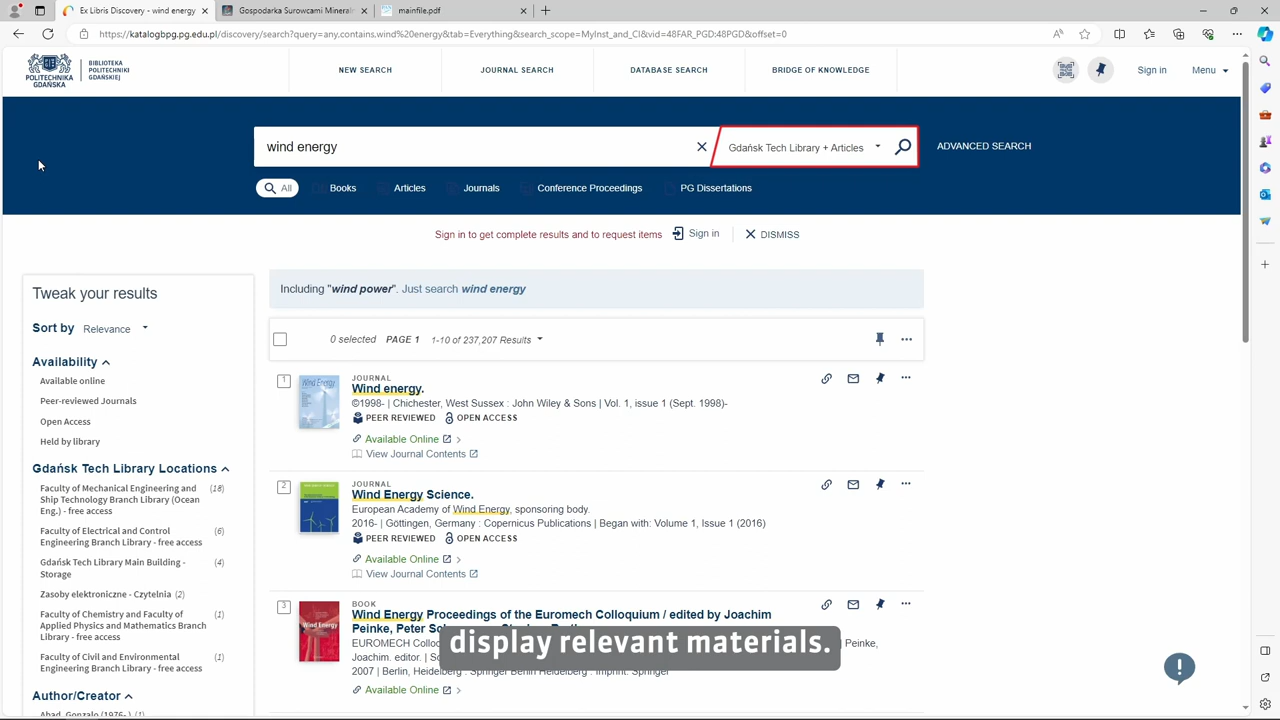 Ex Libris Discovery - wind energy
Gospodarka Surowcami Mineraln
mainfile.pdf
https://katalogbpg.pg.edu.pl/discovery/search?query=any,contains,wind%20energy&tab=Everything&search_scope=MyInst_and_CI&vid=48FAR_PGD:48PGD&offset=0
POLITECHNIKA
GDAŃSKA
BIBLIOTEKA
POLITECHNIKI
GDAŃSKIEJ
NEW SEARCH
JOURNAL SEARCH
DATABASE SEARCH
BRIDGE OF KNOWLEDGE
Sign in
Menu
wind energy
Gdańsk Tech Library + Articles
ADVANCED SEARCH
All
Books
Articles
Journals
Conference Proceedings
PG Dissertations
Sign in to get complete results and to request items
Sign in
DISMISS
Tweak your results
Sort by Relevance
Availability
Available online
Peer-reviewed Journals
Open Access
Held by library
Gdańsk Tech Library Locations
Faculty of Mechanical Engineering and (18)
Ship Technology Branch Library (Ocean
Eng.) - free access
Faculty of Electrical and Control (6)
Engineering Branch Library - free access
Gdańsk Tech Library Main Building - (4)
Storage
Zasoby elektroniczne - Czytelnia (2)
Faculty of Chemistry and Faculty of (1)
Applied Physics and Mathematics Branch
Library - free access
Faculty of Civil and Environmental (1)
Engineering Branch Library - free access
Author/Creator
Abad, Gonzalo (1976- ) (1)
Including "wind power". Just search wind energy
0 selected PAGE 1 1-10 of 237,207 Results
1
JOURNAL
Wind energy.
©1998- | Chichester, West Sussex : John Wiley & Sons | Vol. 1, issue 1 (Sept. 1998)-
PEER REVIEWED OPEN ACCESS
Available Online
View Journal Contents
2
JOURNAL
Wind Energy Science.
European Academy of Wind Energy, sponsoring body.
2016- | Göttingen, Germany : Copernicus Publications | Began with: Volume 1, Issue 1 (2016)
PEER REVIEWED OPEN ACCESS
Available Online
View Journal Contents
3
BOOK
Wind Energy Proceedings of the Euromech Colloquium / edited by Joachim
Peinke, Peter
EUROMECH Peinke,
Joachim. editor.
2007 | Berlin, Heidelberg : Springer Berlin Heidelberg : Imprint: Springer
Available Online
display relevant materials.